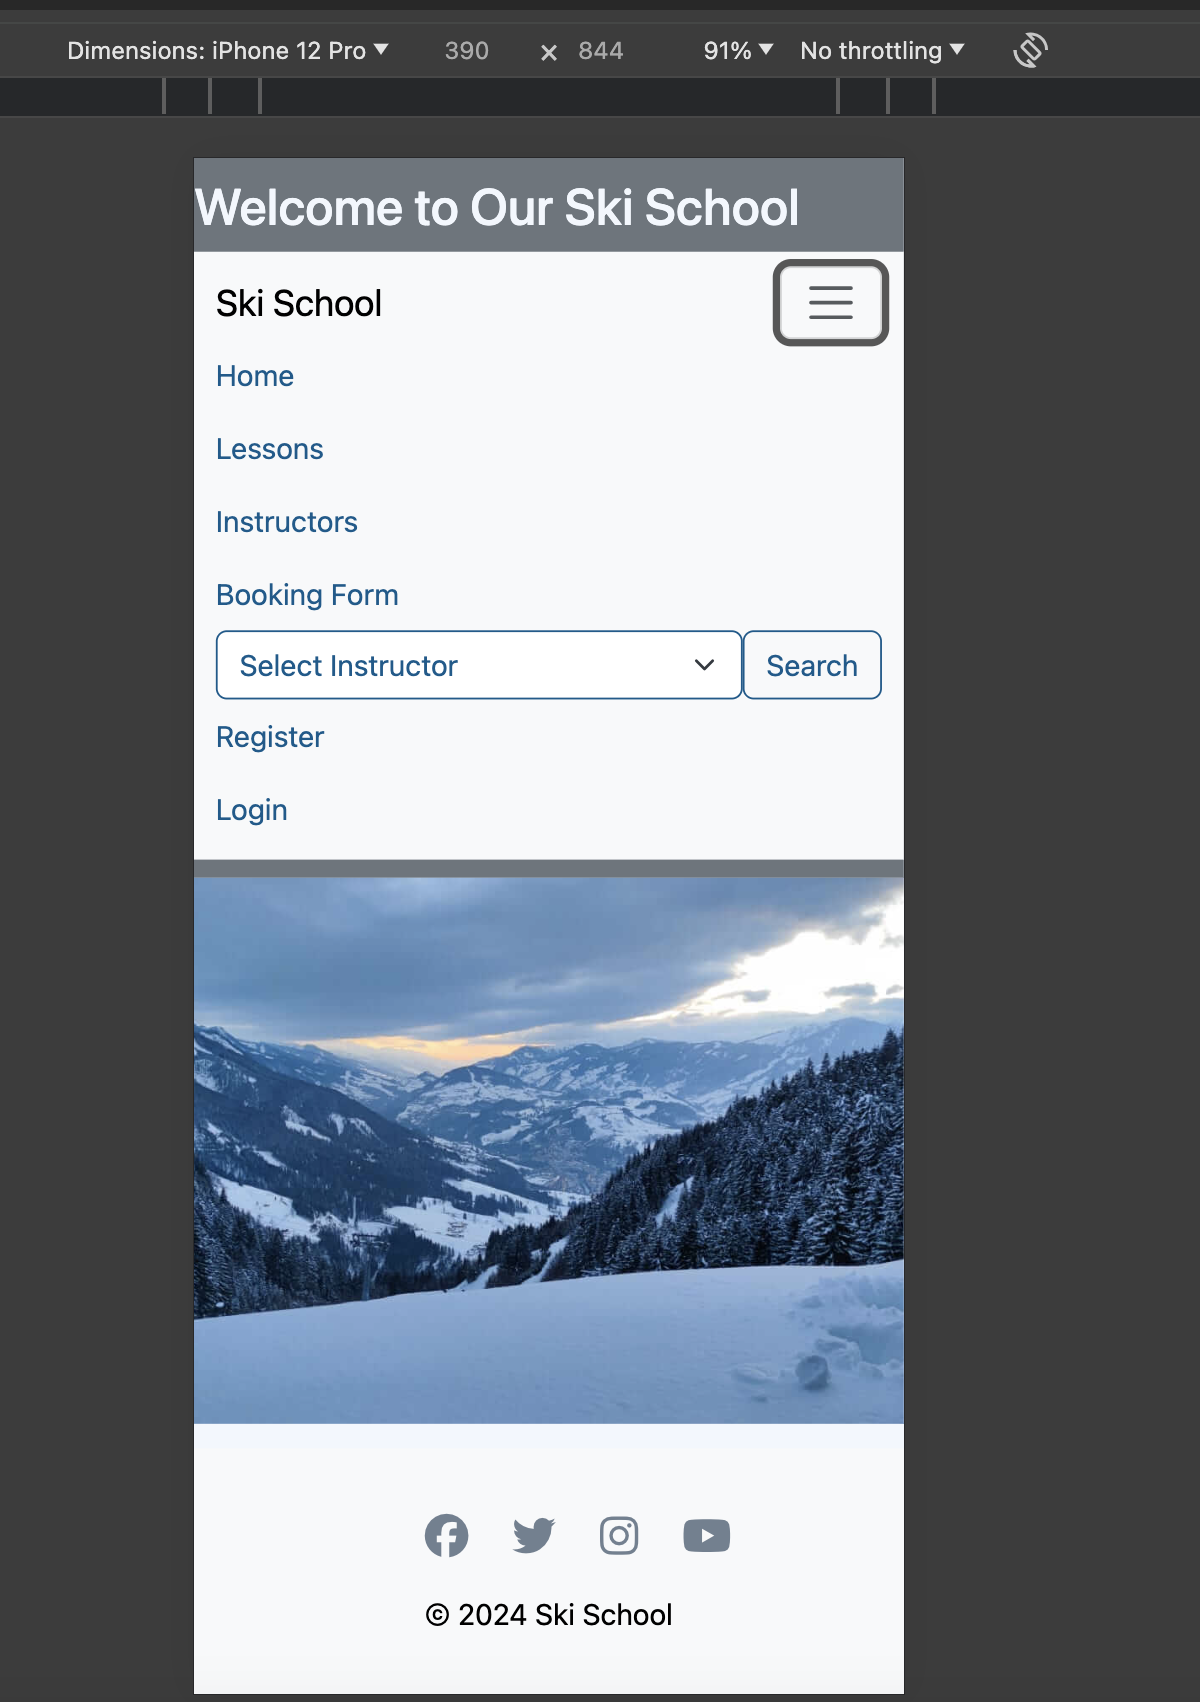 Dimensions: iPhone 12 Pro ▼ 390 × 844 91% ▼ No throttling ▼
Welcome to Our Ski School
Ski School
Home
Lessons
Instructors
Booking Form
Select Instructor Search
Register
Login
© 2024 Ski School